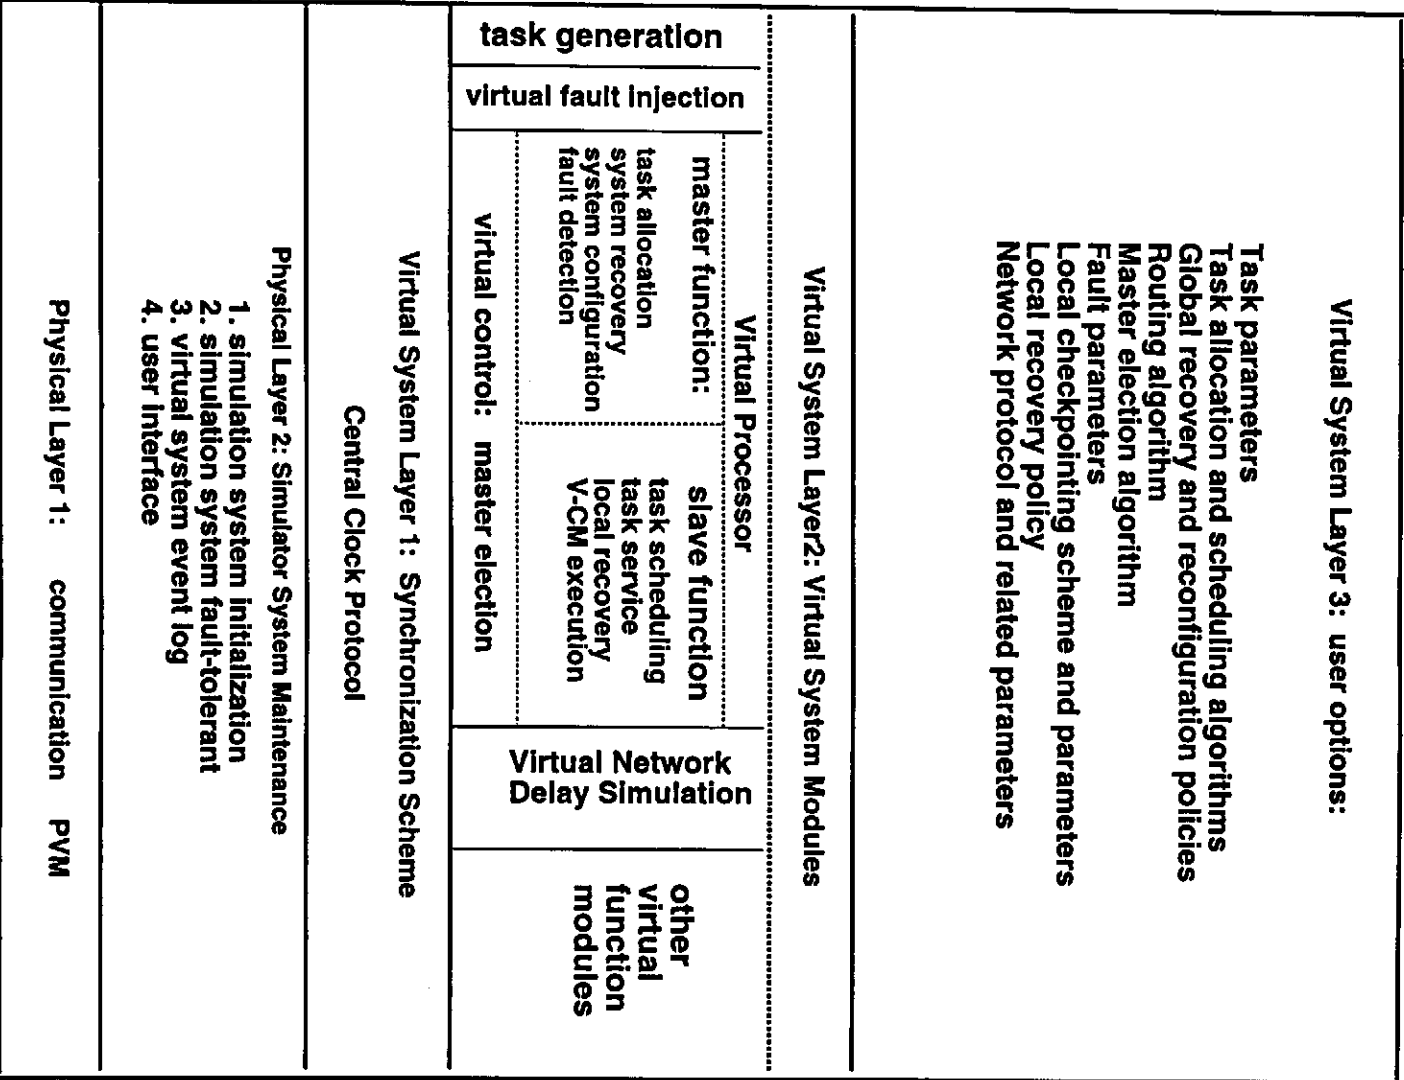 Virtual System Layer 3: user options:
Task parameters
Task allocation and scheduling algorithms
Global recovery and reconfiguration policies
Routing algorithm
Master election algorithm
Fault parameters
Local checkpointing scheme and parameters
Local recovery policy
Network protocol and related parameters
Virtual System Layer2: Virtual System Modules
task generation
virtual fault injection
Virtual Processor
master function:
task allocation
system recovery
system configuration
fault detection
slave function
task scheduling
task service
local recovery
V-CM execution
virtual control: master election
Virtual Network
Delay Simulation
other
virtual
function
modules
Virtual System Layer 1: Synchronization Scheme
Central Clock Protocol
Physical Layer 2: Simulator System Maintenance
1. simulation system initialization
2. simulation system fault-tolerant
3. virtual system event log
4. user interface
Physical Layer 1: communication PVM